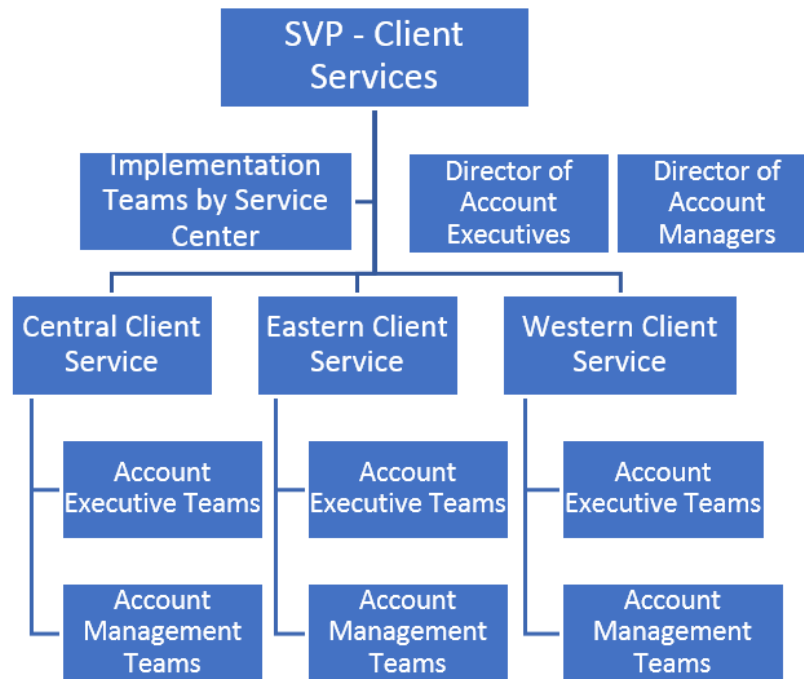 SVP - Client
Services
Implementation
Teams by Service
Center
Director of
Account
Executives
Director of
Account
Managers
Central Client
Service
Eastern Client
Service
Western Client
Service
Account
Executive Teams
Account
Executive Teams
Account
Executive Teams
Account
Management
Teams
Account
Management
Teams
Account
Management
Teams